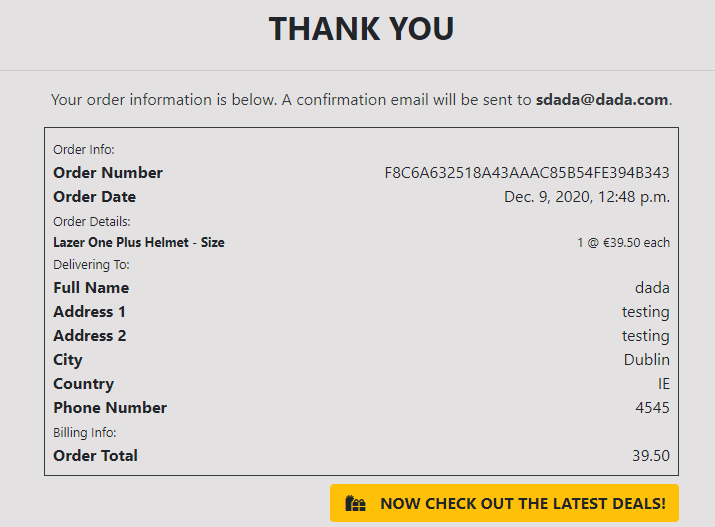 THANK YOU
Your order information is below. A confirmation email will be sent to sdada@dada.com.
Order Info:
Order Number F8C6A632518A43AAAC85B54FE394B343
Order Date Dec. 9, 2020, 12:48 p.m.
Order Details:
Lazer One Plus Helmet - Size 1 @ €39.50 each
Delivering To:
Full Name dada
Address 1 testing
Address 2 testing
City Dublin
Country IE
Phone Number 4545
Billing Info:
Order Total 39.50
NOW CHECK OUT THE LATEST DEALS!